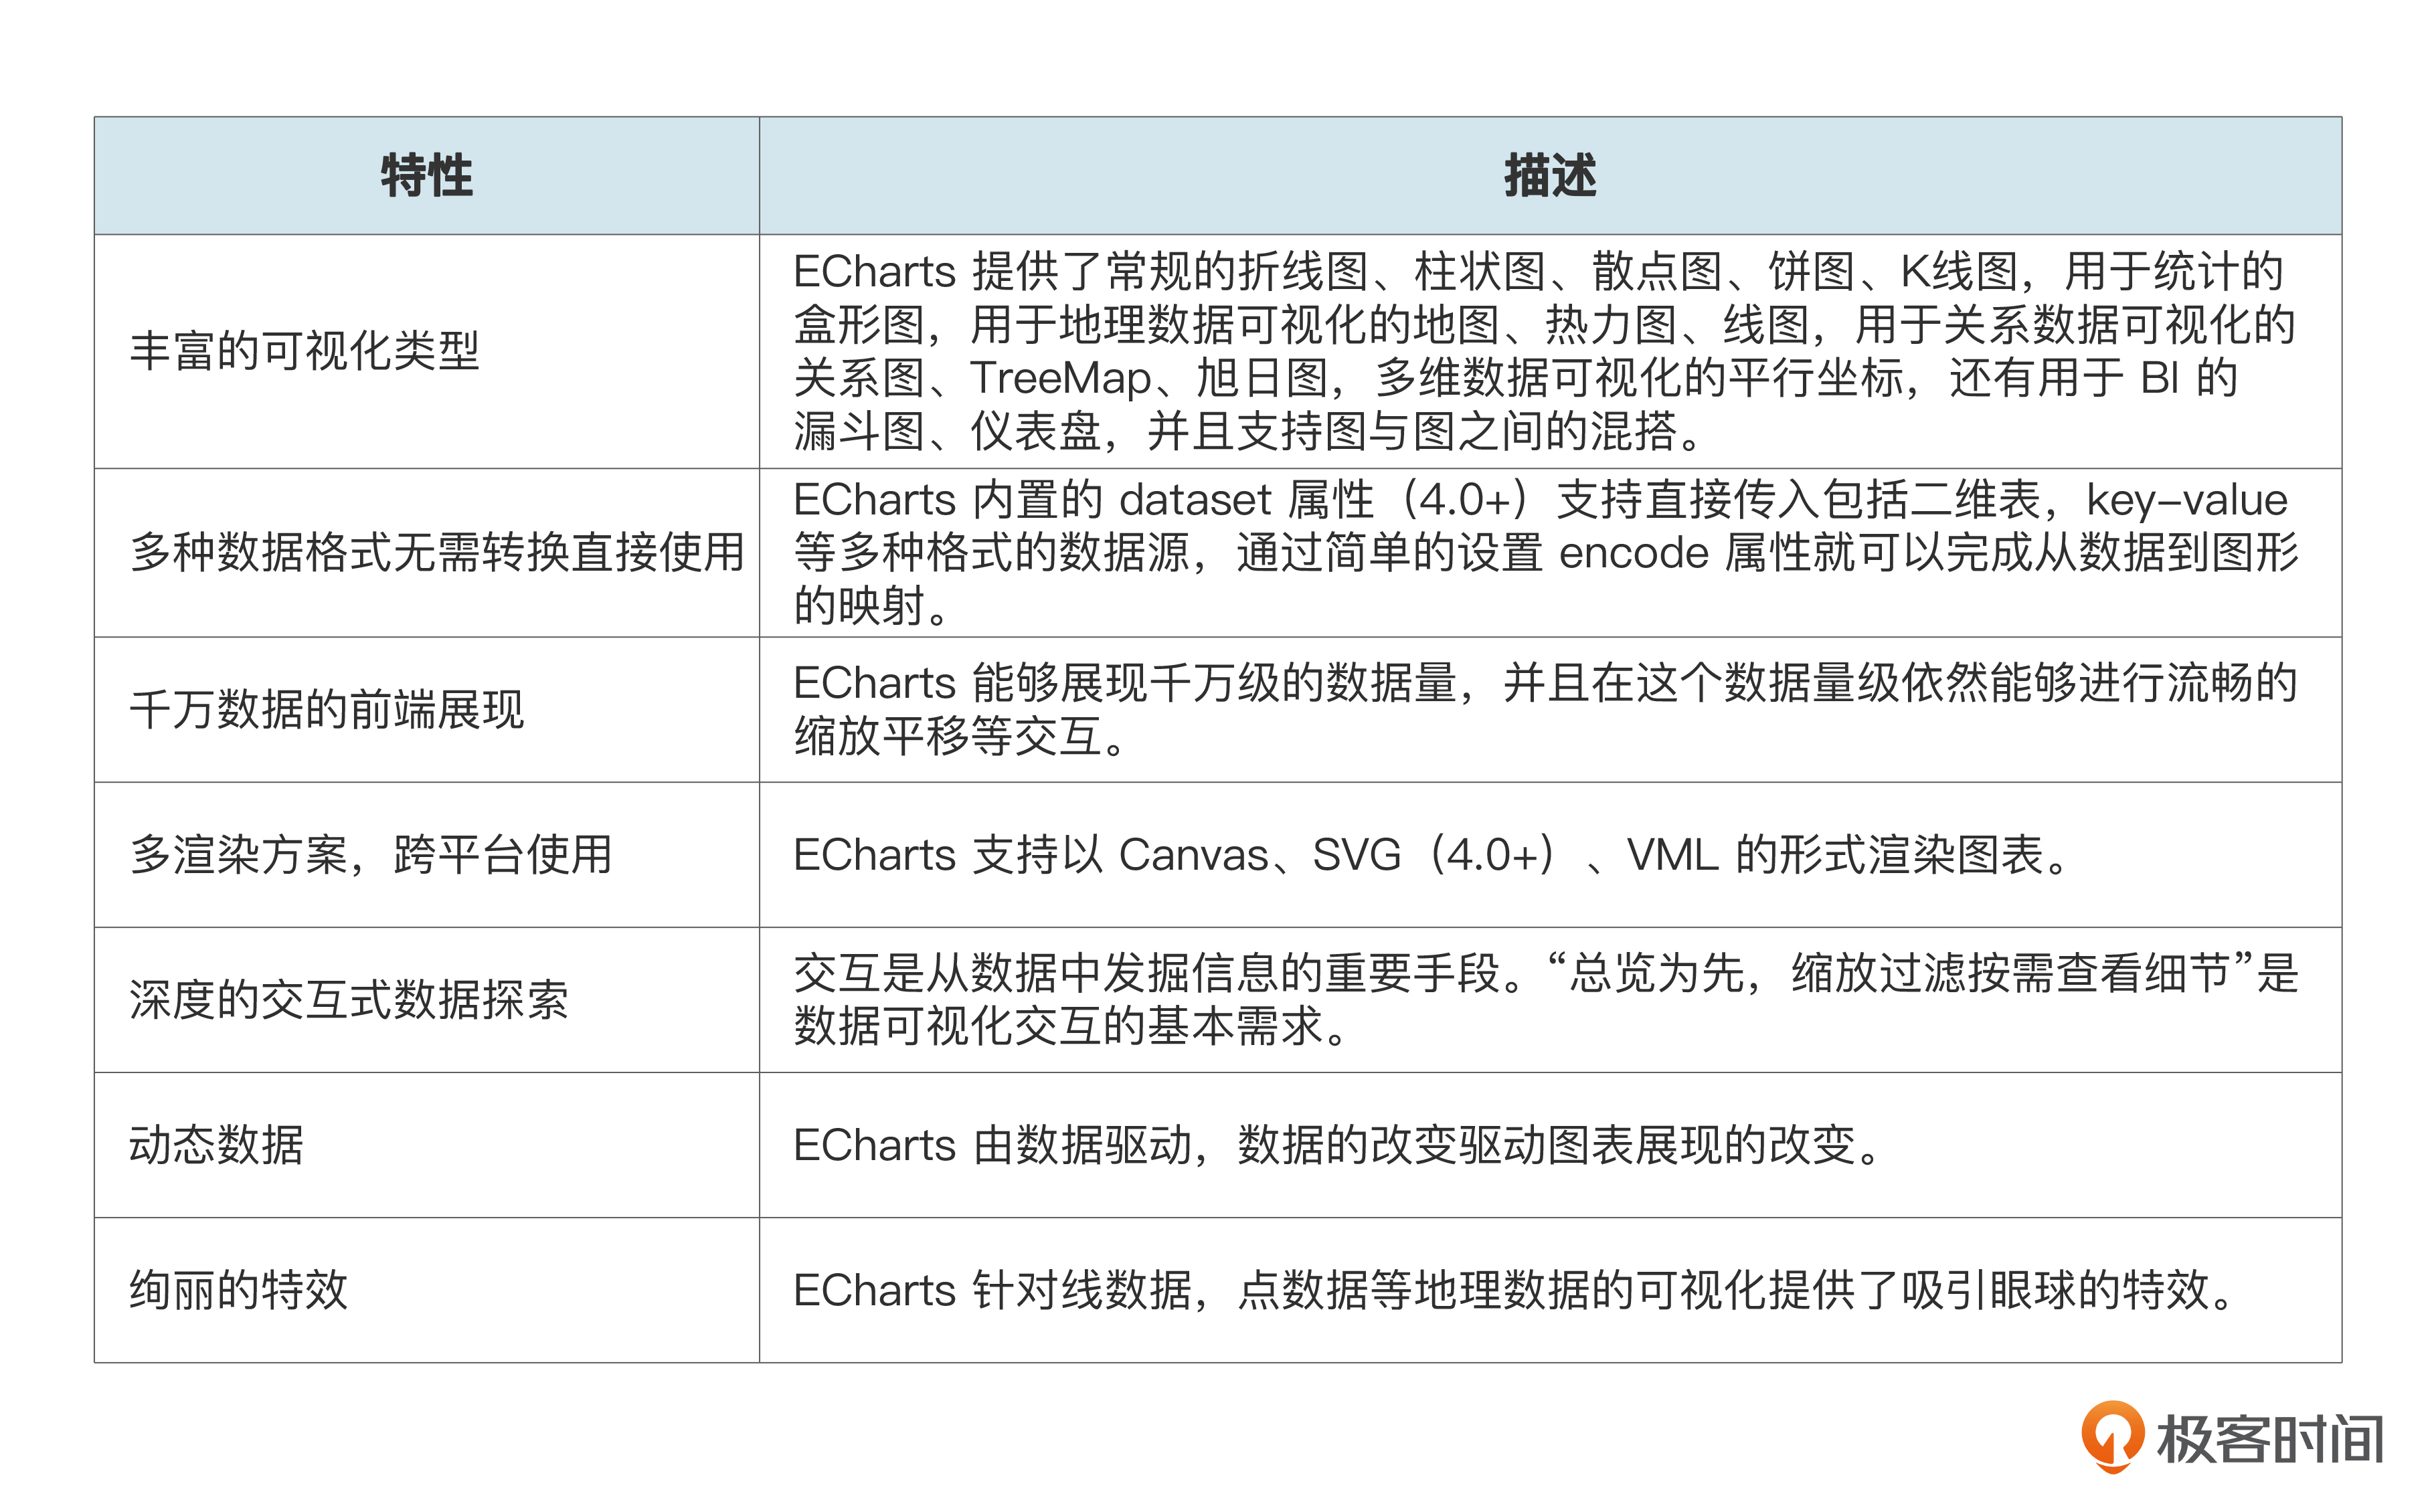 特性
描述
丰富的可视化类型
ECharts 提供了常规的折线图、柱状图、散点图、饼图、K线图，用于统计的
盒形图，用于地理数据可视化的地图、热力图、线图，用于关系数据可视化的
关系图、TreeMap、旭日图，多维数据可视化的平行坐标，还有用于 BI 的
漏斗图、仪表盘，并且支持图与图之间的混搭。
多种数据格式无需转换直接使用
ECharts 内置的 dataset 属性（4.0+）支持直接传入包括二维表，key-value
等多种格式的数据源，通过简单的设置 encode 属性就可以完成从数据到图形
的映射。
千万数据的前端展现
ECharts 能够展现千万级的数据量，并且在这个数据量级依然能够进行流畅的
缩放平移等交互。
多渲染方案，跨平台使用
ECharts 支持以 Canvas、SVG（4.0+）、VML 的形式渲染图表。
深度的交互式数据探索
交互是从数据中发掘信息的重要手段。“总览为先，缩放过滤按需查看细节”是
数据可视化交互的基本需求。
动态数据
ECharts 由数据驱动，数据的改变驱动图表展现的改变。
绚丽的特效
ECharts 针对线数据，点数据等地理数据的可视化提供了吸引眼球的特效。
极客时间